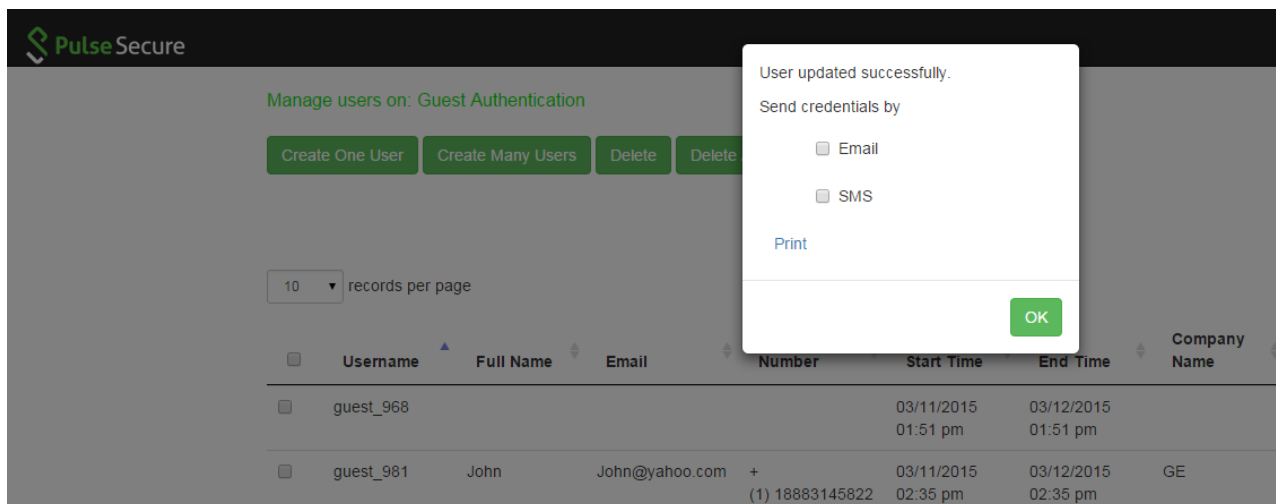 Pulse Secure
User updated successfully.
Send credentials by
Email
SMS
Print
OK
Manage users on: Guest Authentication
Create One User Create Many Users Delete Delete
10 records per page
Username Full Name Email Number Start Time End Time Company Name
guest_968 03/11/2015 03/12/2015
01:51 pm 01:51 pm
guest_981 John John@yahoo.com + 03/11/2015 03/12/2015 GE
(1) 18883145822 02:35 pm 02:35 pm